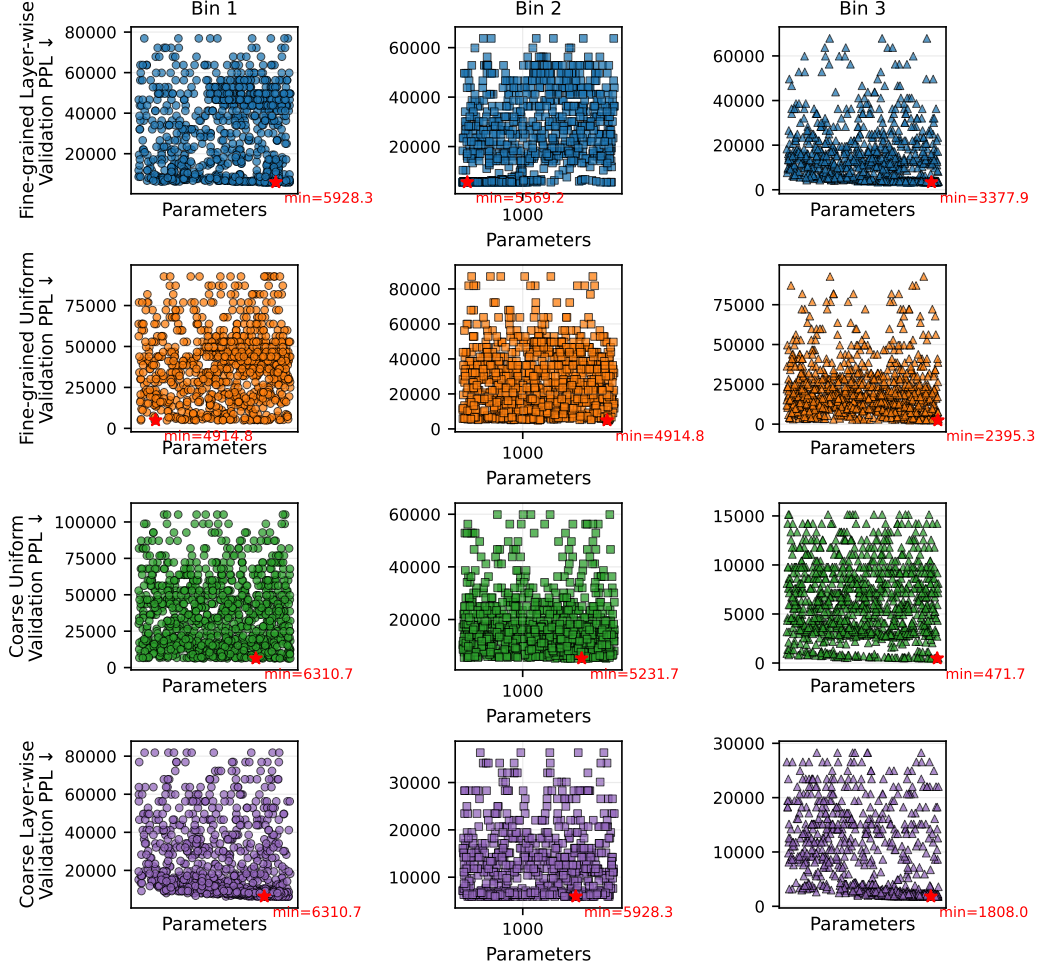 Bin 1
Bin 2
Bin 3
Fine-grained Layer-wise
Validation PPL ↓
80000
60000
40000
20000
Parameters
min=5928.3
60000
40000
20000
1000
Parameters
min=5569.2
60000
40000
20000
0
Parameters
min=3377.9
Fine-grained Uniform
Validation PPL ↓
75000
50000
25000
0
Parameters
min=4914.8
80000
60000
40000
20000
0
1000
Parameters
min=4914.8
75000
50000
25000
0
Parameters
min=2395.3
Coarse Uniform
Validation PPL ↓
100000
75000
50000
25000
0
Parameters
min=6310.7
60000
40000
20000
1000
Parameters
min=5231.7
15000
10000
5000
0
Parameters
min=471.7
Coarse Layer-wise
Validation PPL ↓
80000
60000
40000
20000
Parameters
min=6310.7
30000
20000
10000
1000
Parameters
min=5928.3
30000
20000
10000
0
Parameters
min=1808.0